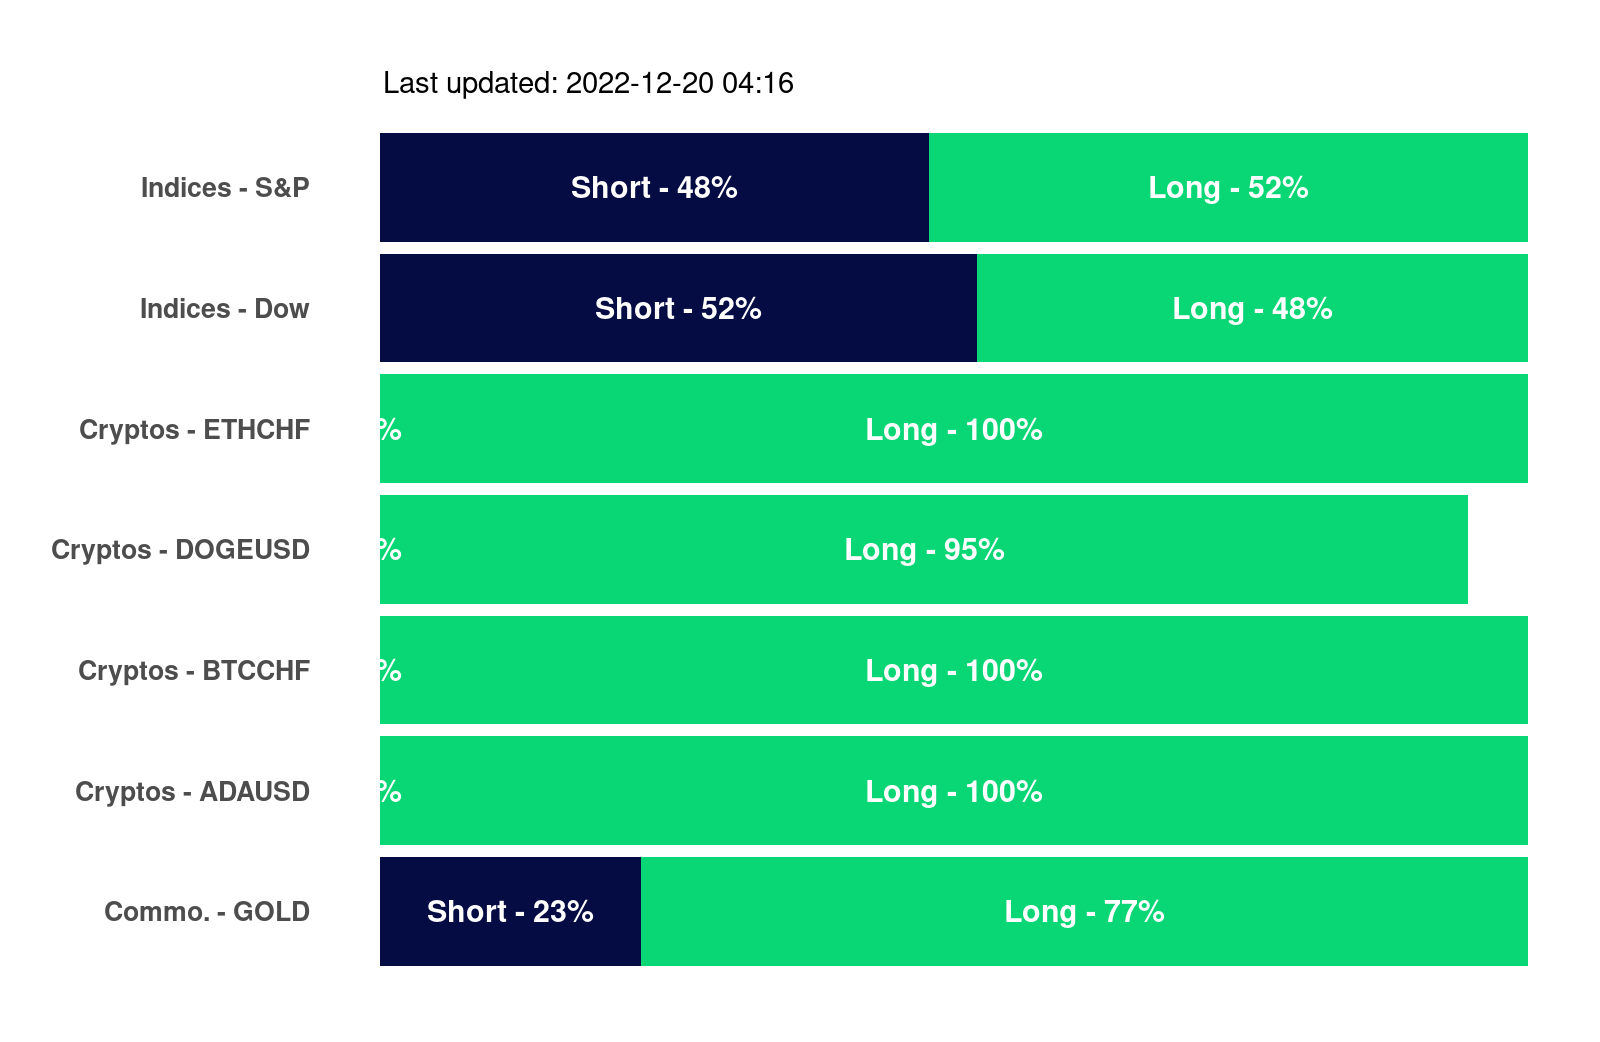 Last updated: 2022-12-20 04:16
Indices - S&P Short - 48% Long - 52%
Indices - Dow Short - 52% Long - 48%
Cryptos - ETHCHF % Long - 100%
Cryptos - DOGEUSD % Long - 95%
Cryptos - BTCCHF % Long - 100%
Cryptos - ADAUSD % Long - 100%
Commo. - GOLD Short - 23% Long - 77%